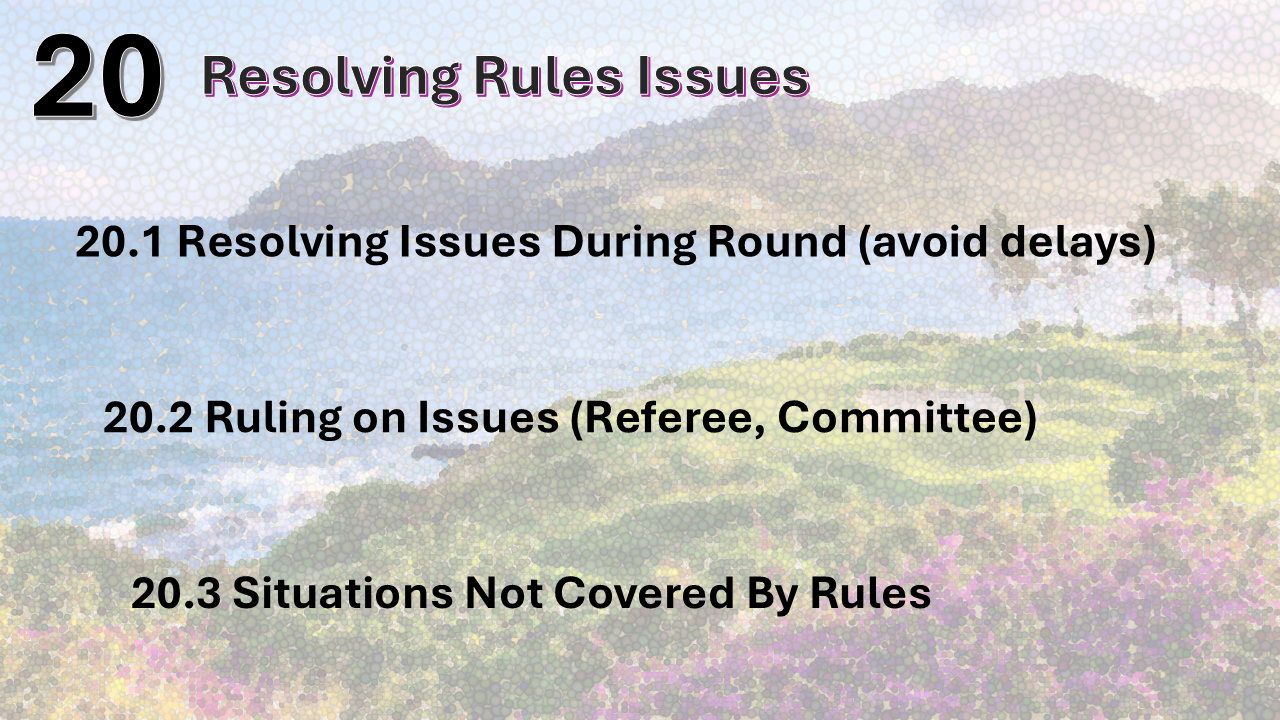 20 Resolving Rules Issues
20.1 Resolving Issues During Round (avoid delays)
20.2 Ruling on Issues (Referee, Committee)
20.3 Situations Not Covered By Rules